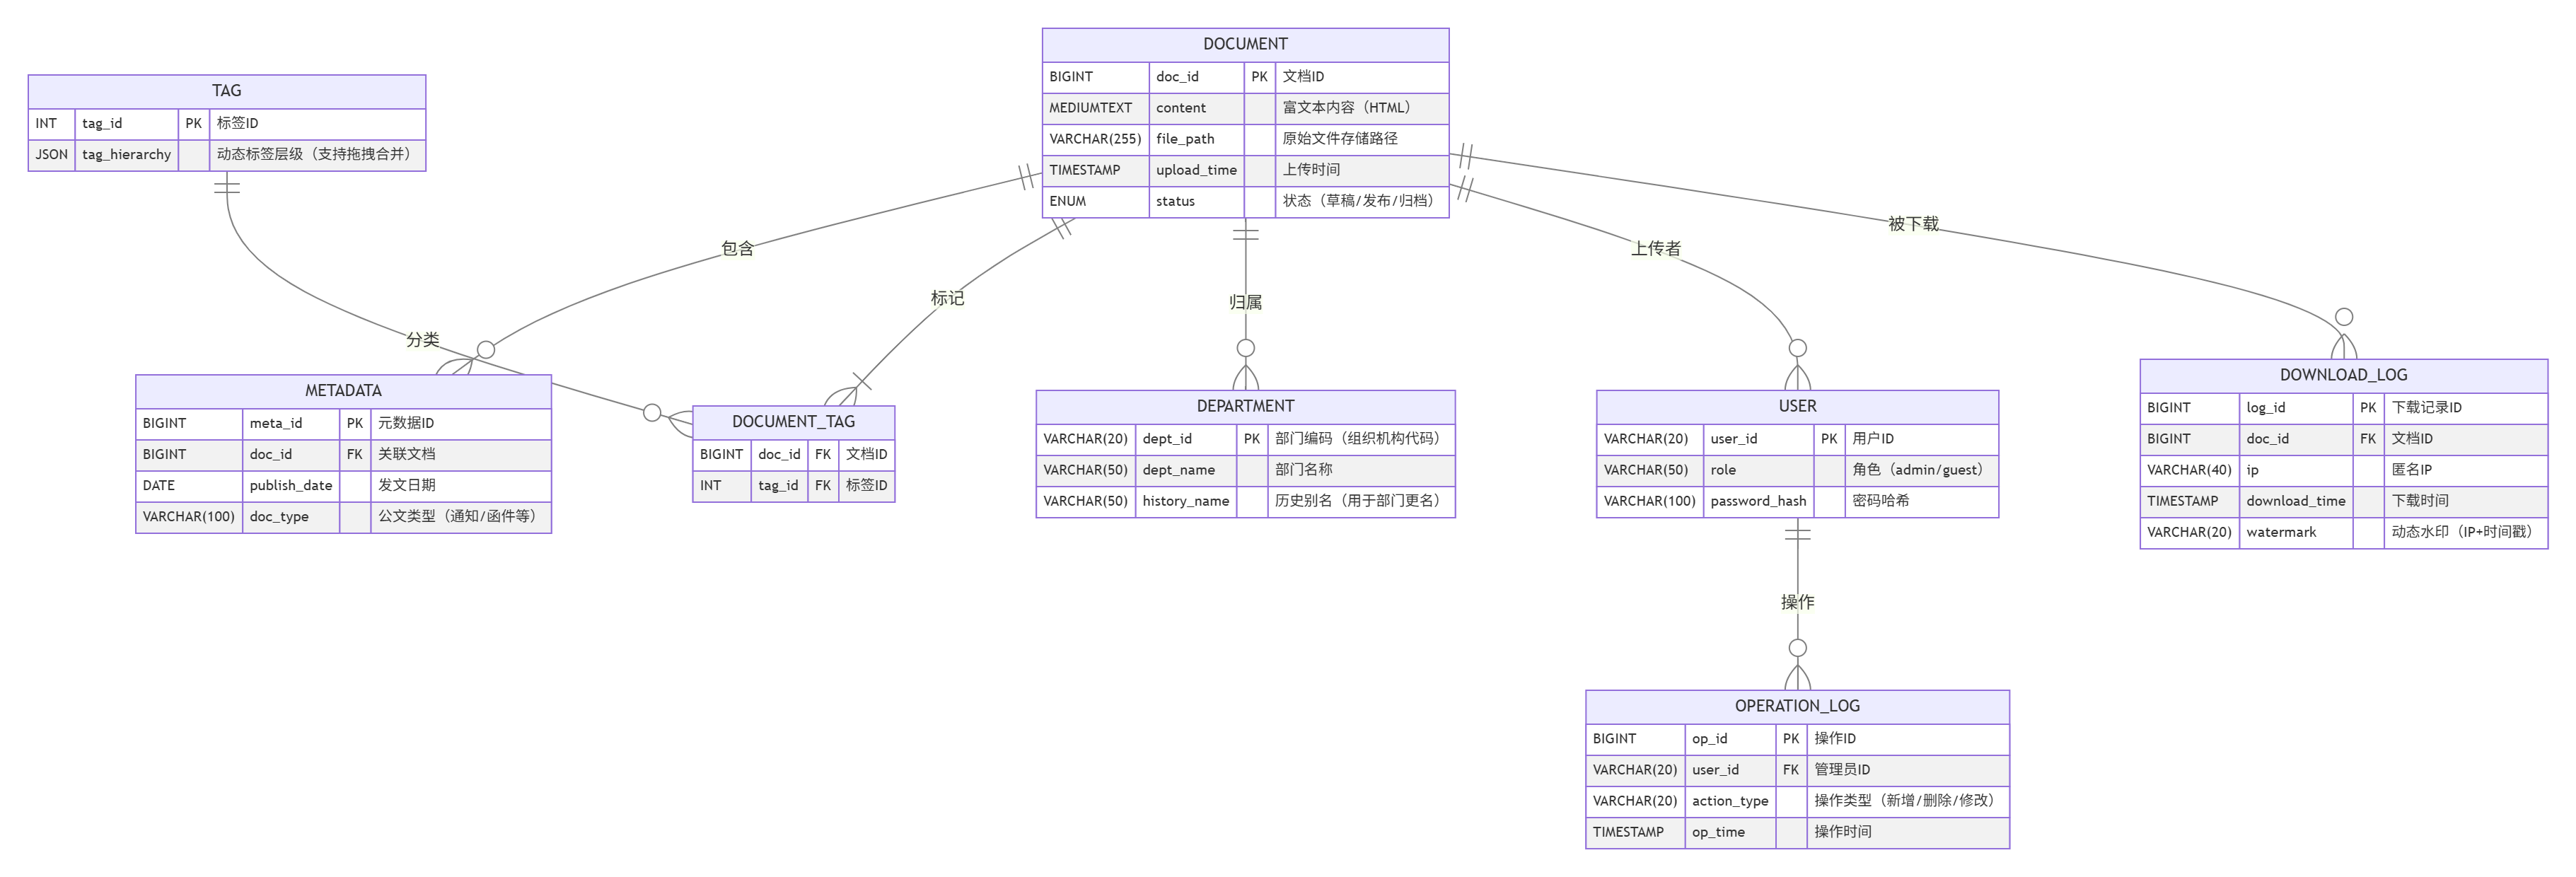 DOCUMENT
BIGINT doc_id PK 文档ID
MEDIUMTEXT content 富文本内容（HTML）
VARCHAR(255) file_path 原始文件存储路径
TIMESTAMP upload_time 上传时间
ENUM status 状态（草稿/发布/归档）
TAG
INT tag_id PK 标签ID
JSON tag_hierarchy 动态标签层级（支持拖拽合并）
包含
标记
归属
上传者
被下载
分类
METADATA
BIGINT meta_id PK 元数据ID
BIGINT doc_id FK 关联文档
DATE publish_date 发文日期
VARCHAR(100) doc_type 公文类型（通知/函件等）
DOCUMENT_TAG
BIGINT doc_id FK 文档ID
INT tag_id FK 标签ID
DEPARTMENT
VARCHAR(20) dept_id PK 部门编码（组织机构代码）
VARCHAR(50) dept_name 部门名称
VARCHAR(50) history_name 历史别名（用于部门更名）
USER
VARCHAR(20) user_id PK 用户ID
VARCHAR(50) role 角色（admin/guest）
VARCHAR(100) password_hash 密码哈希
DOWNLOAD_LOG
BIGINT log_id PK 下载记录ID
BIGINT doc_id FK 文档ID
VARCHAR(40) ip 匿名IP
TIMESTAMP download_time 下载时间
VARCHAR(20) watermark 动态水印（IP+时间戳）
操作
OPERATION_LOG
BIGINT op_id PK 操作ID
VARCHAR(20) user_id FK 管理员ID
VARCHAR(20) action_type 操作类型（新增/删除/修改）
TIMESTAMP op_time 操作时间